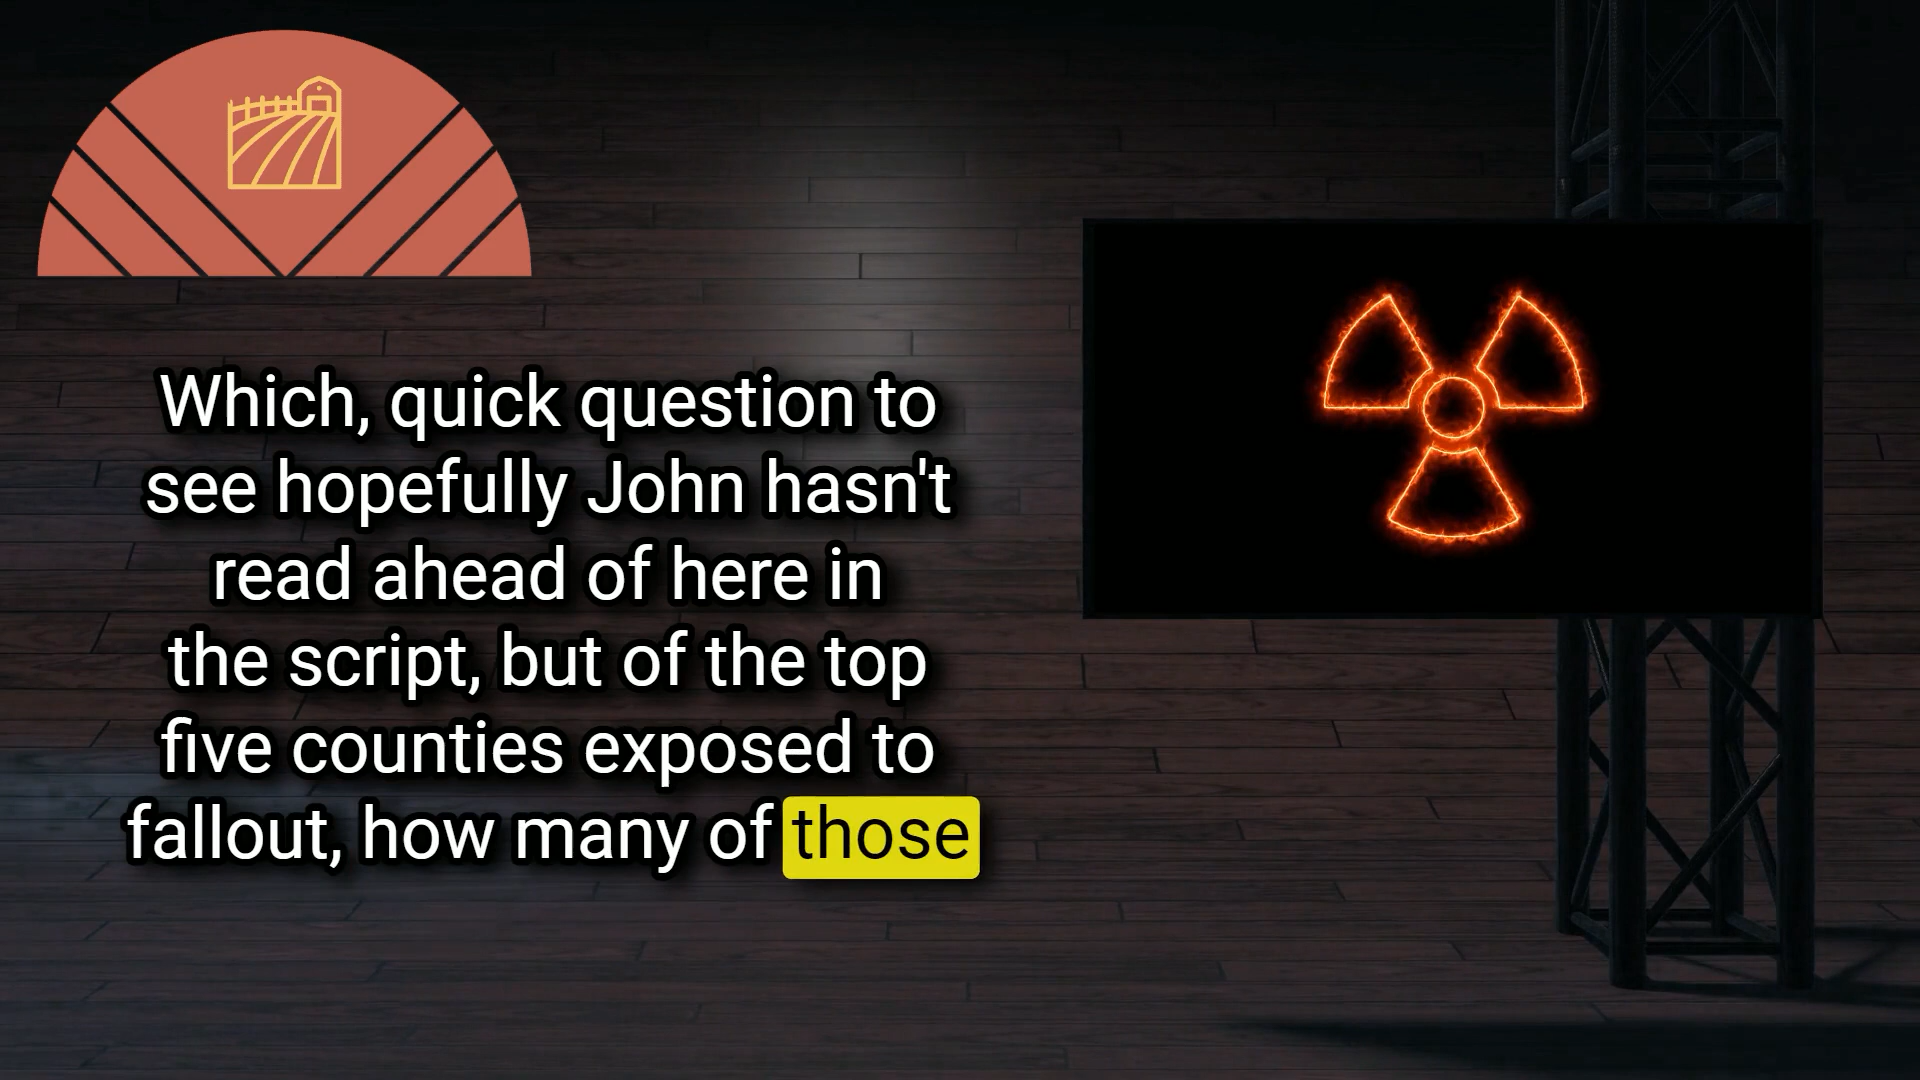 Which, quick question to
see hopefully John hasn't
read ahead of here in
the script, but of the top
five counties exposed to
fallout, how many of those